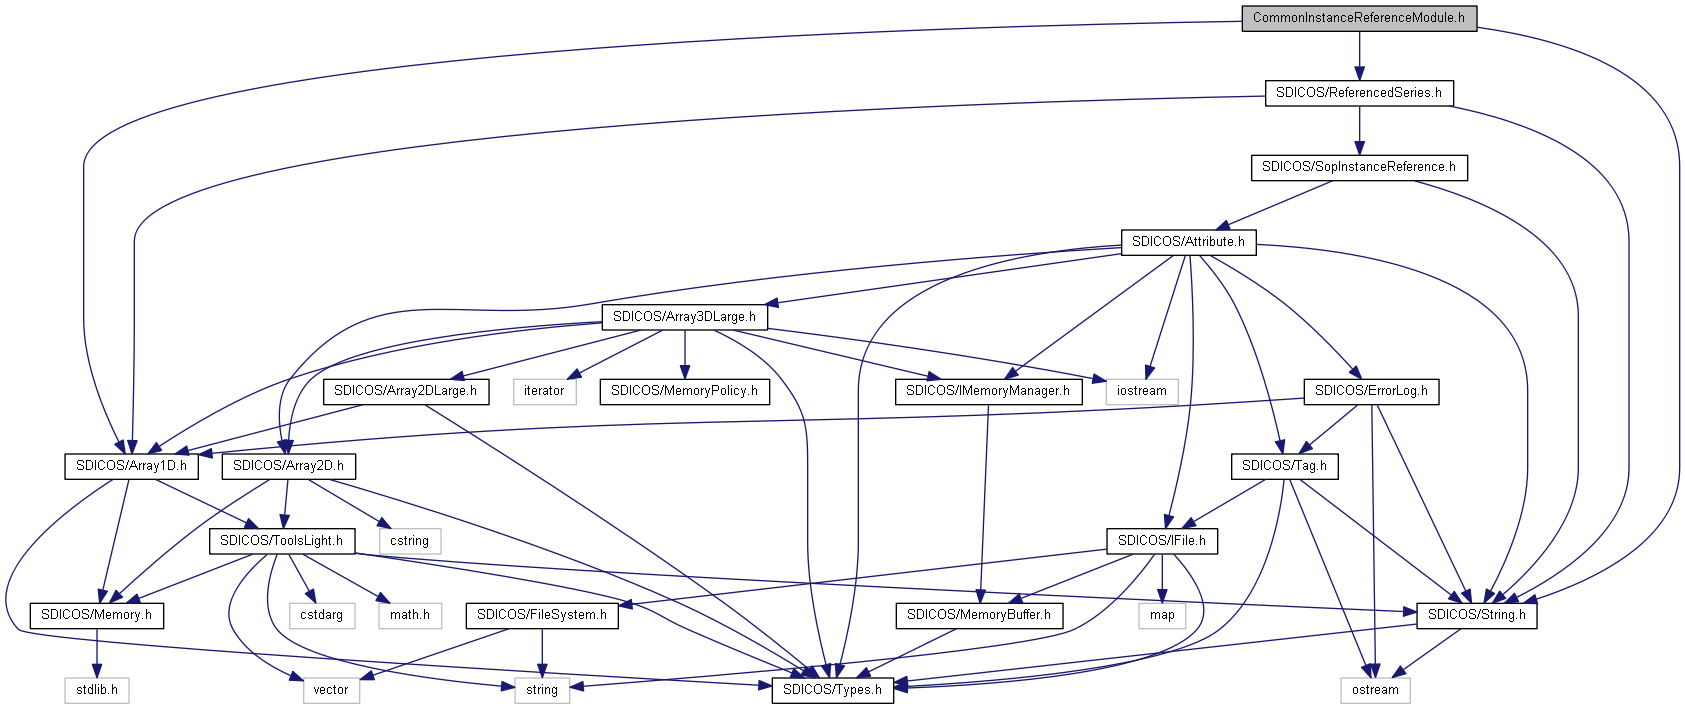 CommonInstanceReferenceModule.h
SDICOS/ReferencedSeries.h
SDICOS/SopInstanceReference.h
SDICOS/Attribute.h
SDICOS/Array3DLarge.h
SDICOS/Array2DLarge.h
iterator
SDICOS/MemoryPolicy.h
SDICOS/IMemoryManager.h
iostream
SDICOS/ErrorLog.h
SDICOS/Array1D.h
SDICOS/Array2D.h
SDICOS/Tag.h
SDICOS/ToolsLight.h
cstring
SDICOS/IFile.h
SDICOS/Memory.h
cstdarg
math.h
SDICOS/FileSystem.h
SDICOS/MemoryBuffer.h
map
SDICOS/String.h
stdlib.h
vector
string
SDICOS/Types.h
ostream